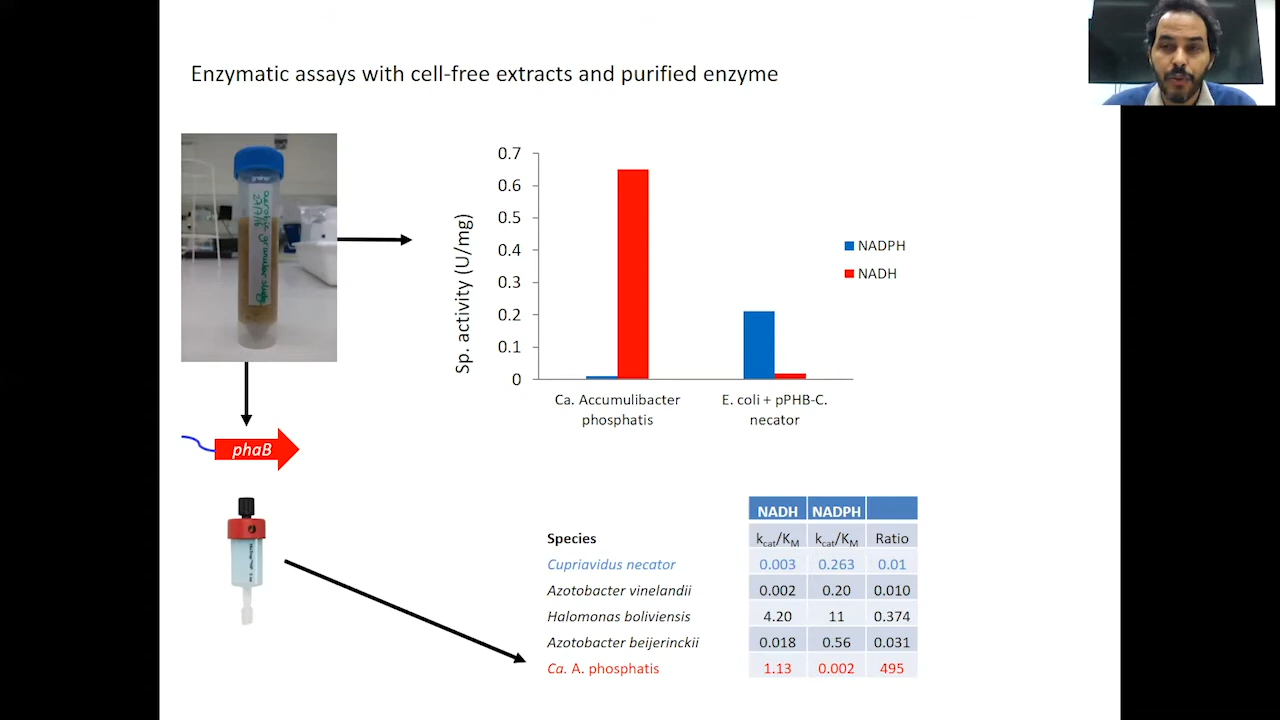 Enzymatic assays with cell-free extracts and purified enzyme
Sp. activity (U/mg)
0.7
0.6
0.5
0.4
0.3
0.2
0.1
0
NADPH
NADH
Ca. Accumulibacter
phosphatis
E. coli + pPHB-C.
necator
phaB
NADH NADPH
Species kcat/KM kcat/KM Ratio
Cupriavidus necator 0.003 0.263 0.01
Azotobacter vinelandii 0.002 0.20 0.010
Halomonas boliviensis 4.20 11 0.374
Azotobacter beijerinckii 0.018 0.56 0.031
Ca. A. phosphatis 1.13 0.002 495